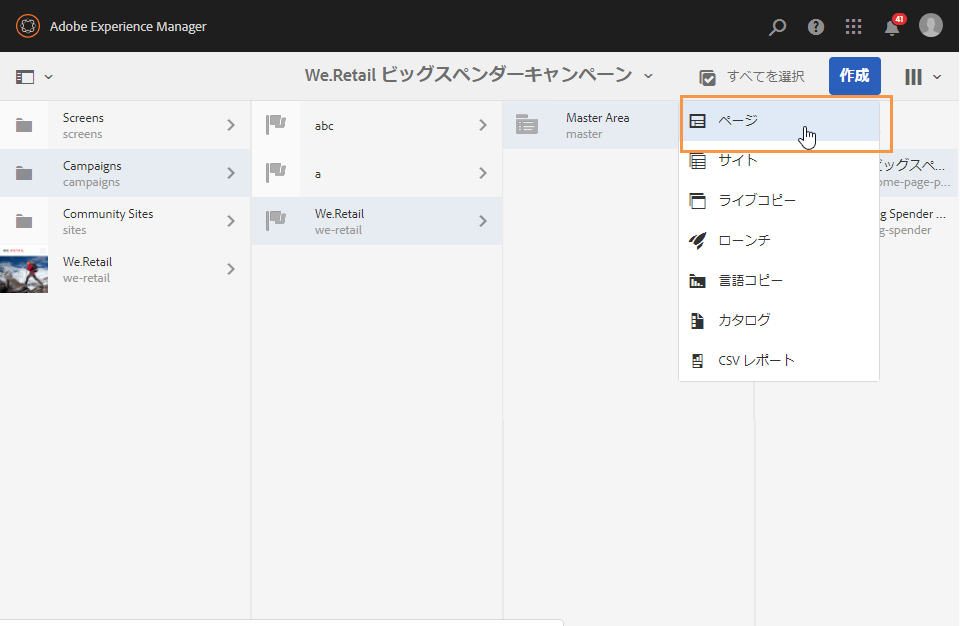 Adobe Experience Manager
41
We.Retail ビッグスペンダーキャンペーン
すべてを選択
作成
Screens
screens
Campaigns
campaigns
Community Sites
sites
We.Retail
we-retail
abc
a
We.Retail
we-retail
Master Area
master
ページ
サイト
ライブコピー
ローンチ
言語コピー
カタログ
CSV レポート
ビッグスペ...
ome-page-p...
g Spender ...
g-spender